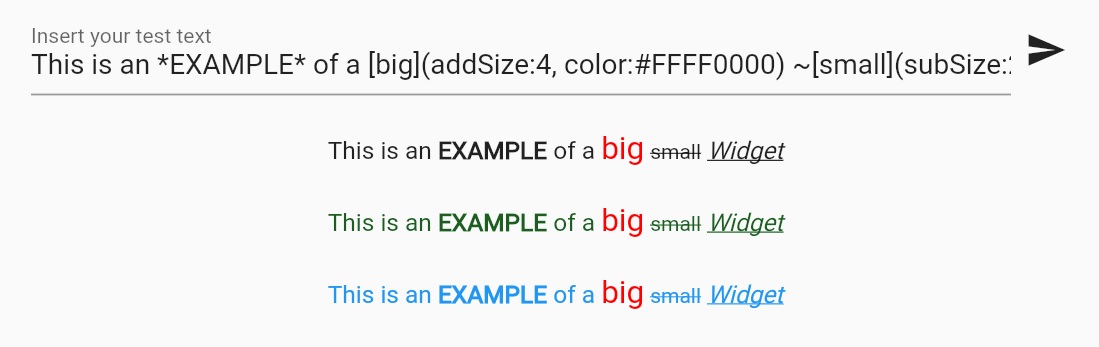 Insert your test text
This is an *EXAMPLE* of a [big](addSize:4, color:#FFFF0000) ~[small](subSize:
This is an EXAMPLE of a big small Widget
This is an EXAMPLE of a big small Widget
This is an EXAMPLE of a big small Widget